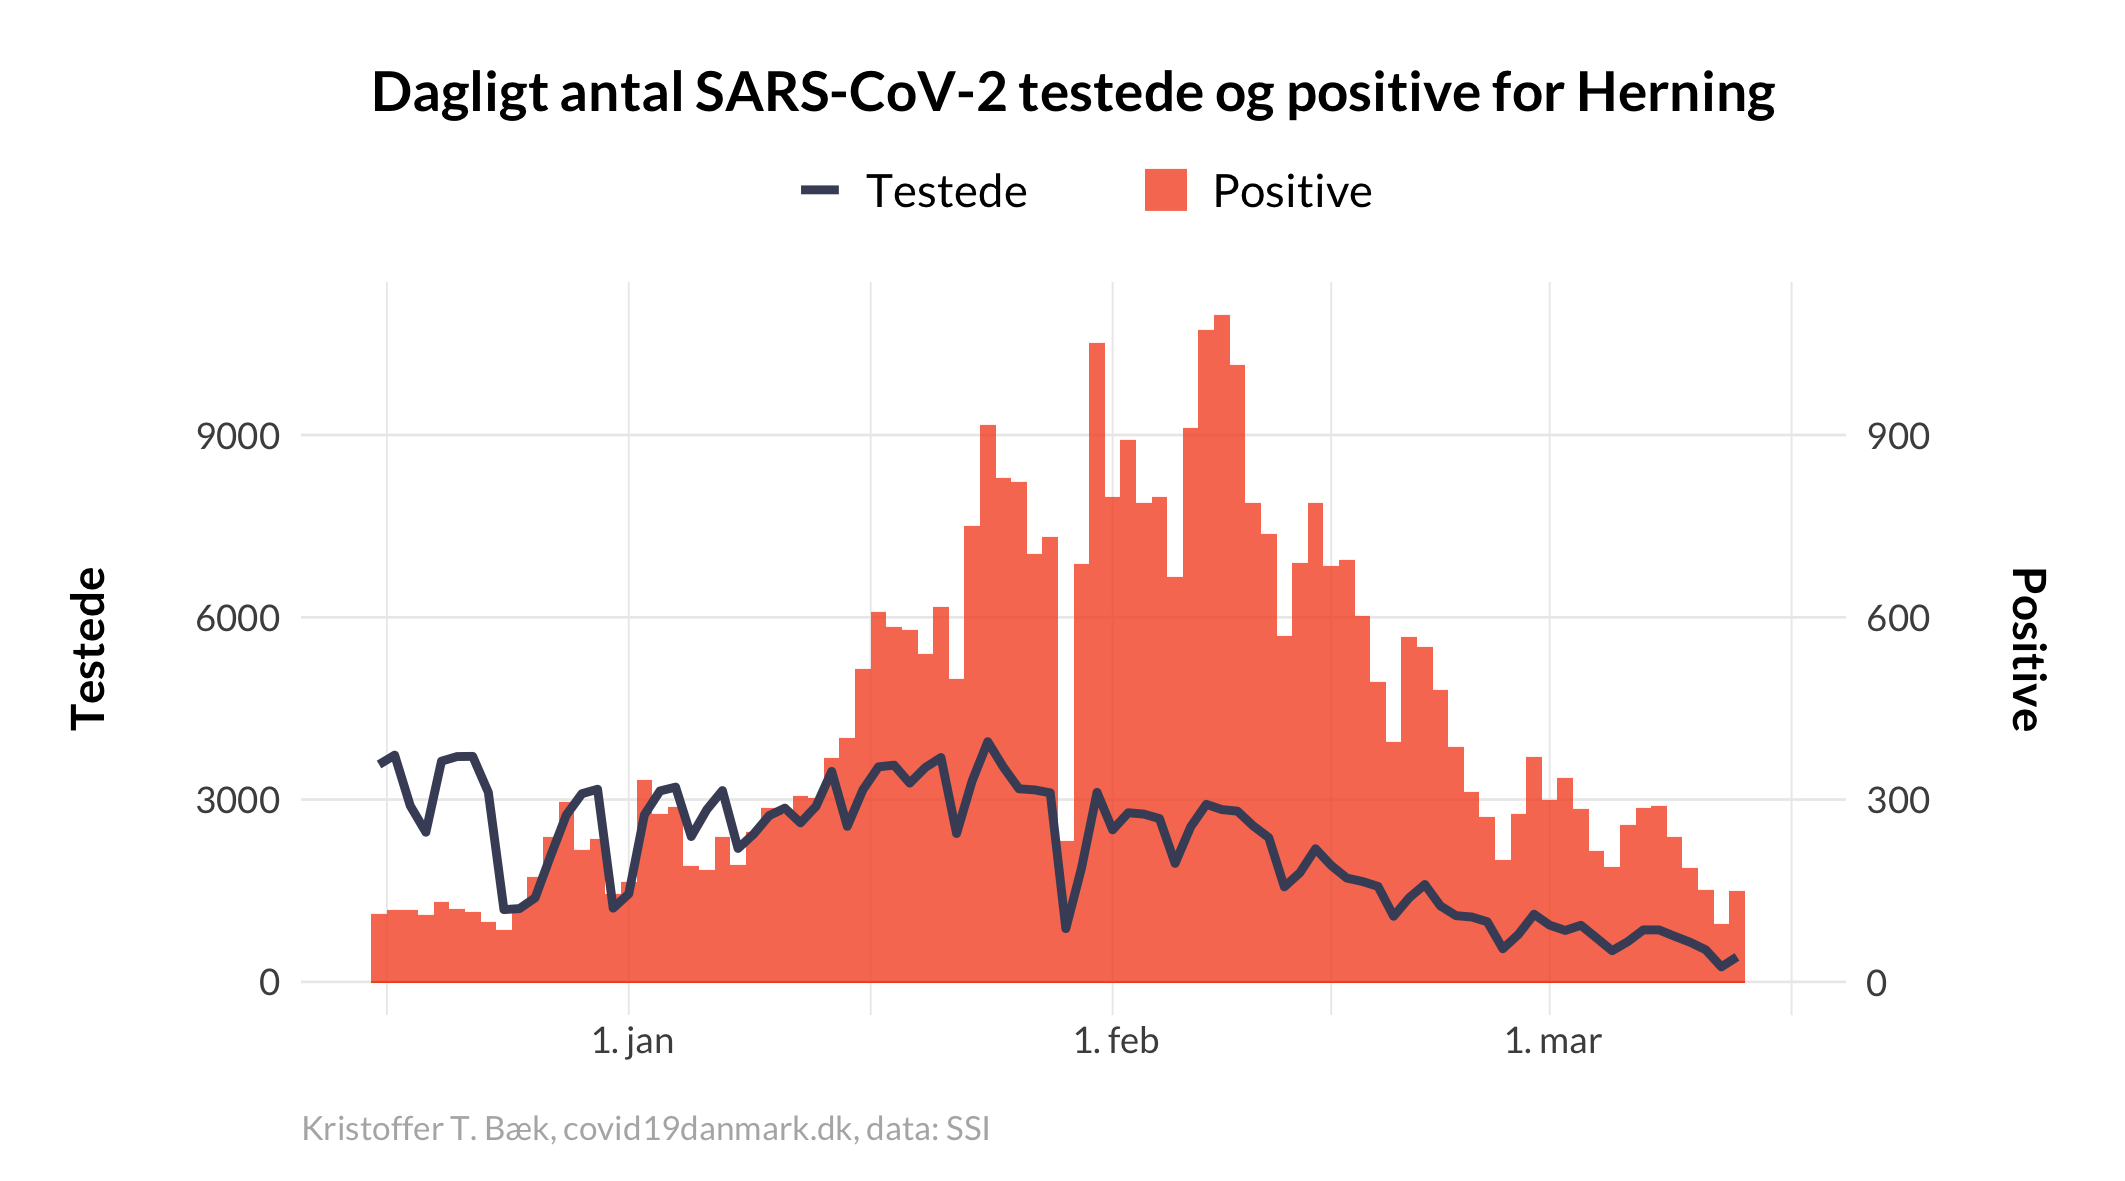 Dagligt antal SARS-CoV-2 testede og positive for Herning
Testede Positive
9000
6000
3000
0
Testede
900
600
300
0
Positive
1. jan 1. feb 1. mar
Kristoffer T. Bæk, covid19danmark.dk, data: SSI